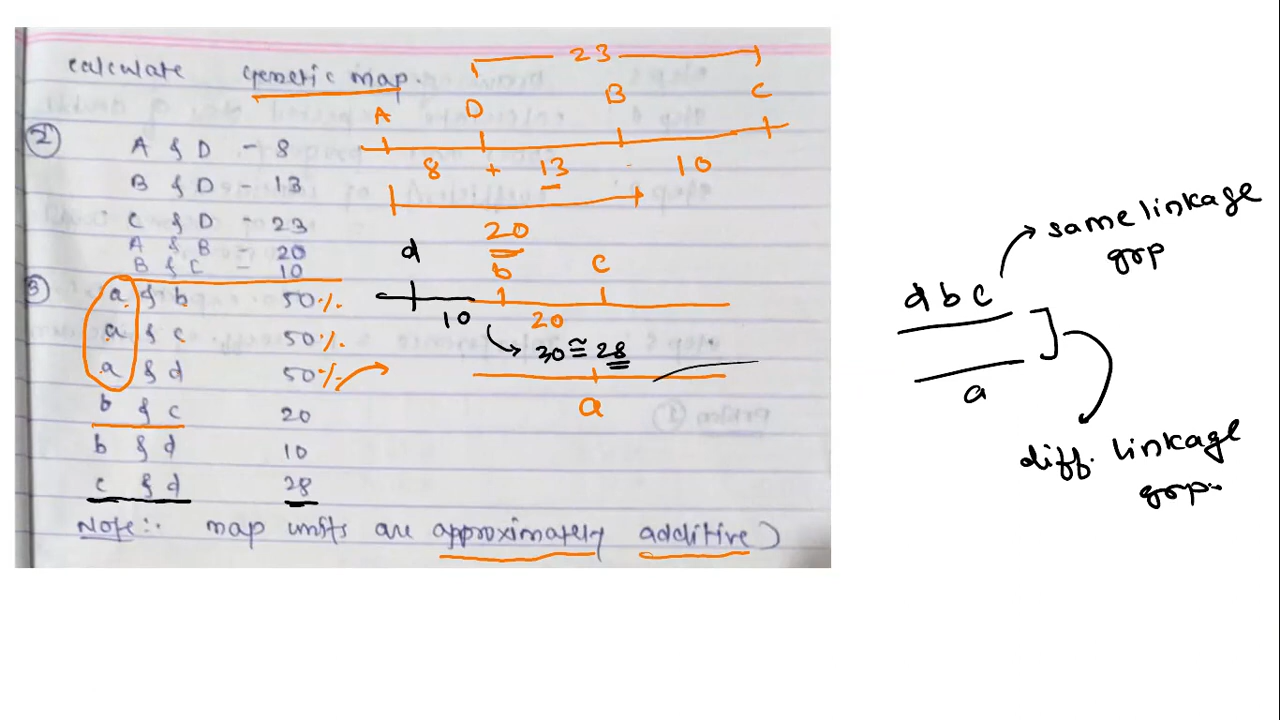 calculate genetic map.
23
A D B C
8 + 13 10
20
② A & D - 8
B & D - 13
C & D - 23
A & B - 20
B & C - 10
③ a & b 50%
a & c 50%
a & d 50%
b & c 20
b & d 10
c & d 28
d b c
10 20
30 ≅ 28
a
Note:- map units are approximately additive)
same linkage
grp
d b c
a
diff. linkage
grp.